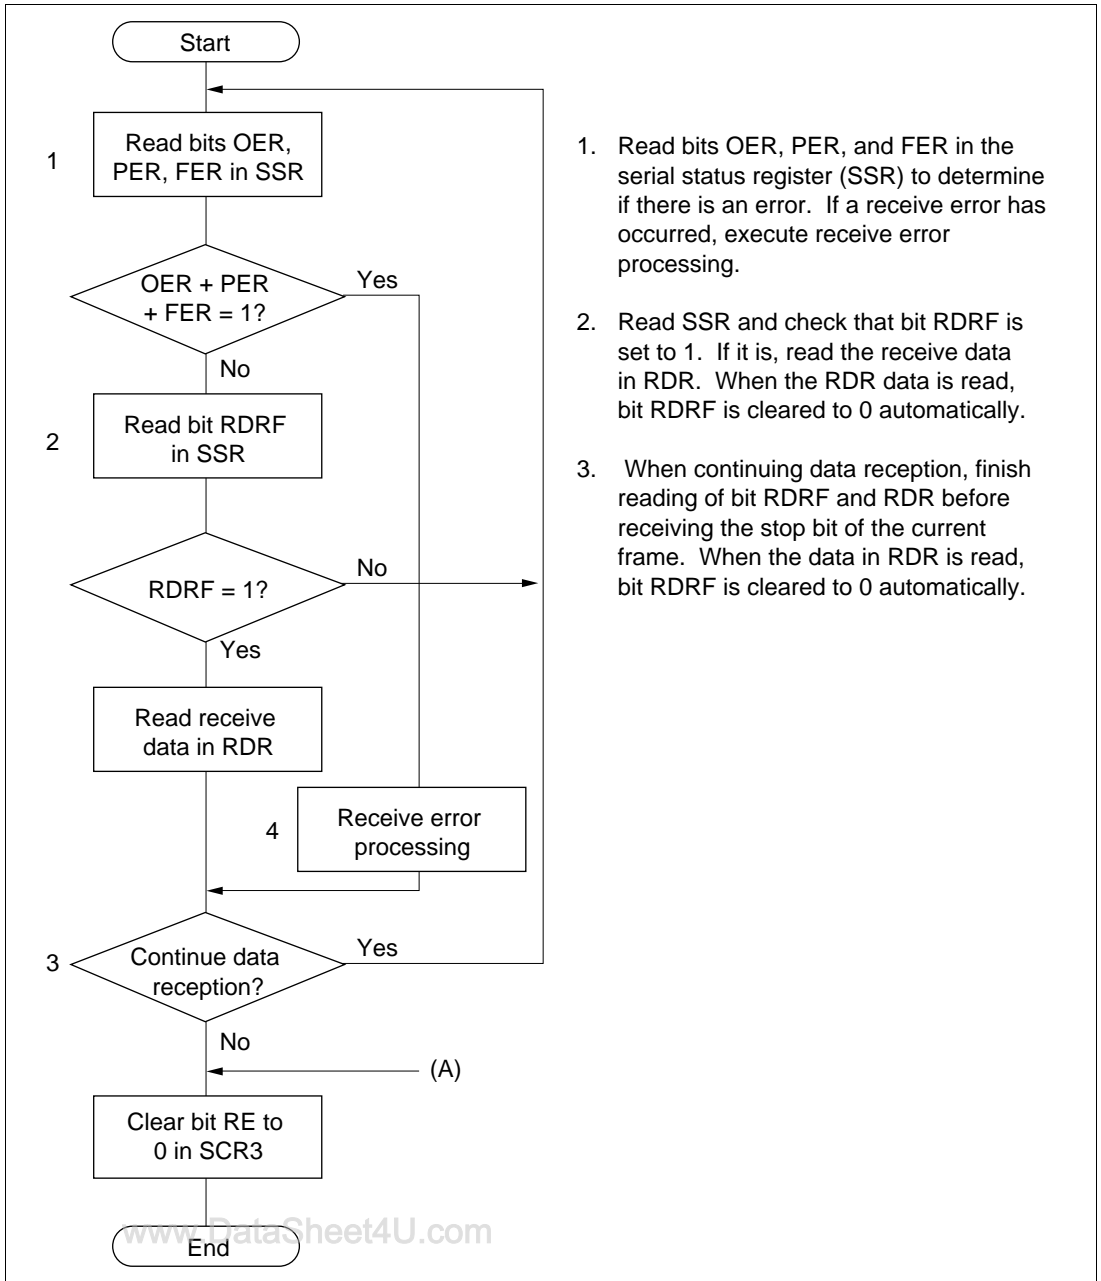 Start
1
Read bits OER,
PER, FER in SSR
OER + PER
+ FER = 1?
Yes
No
2
Read bit RDRF
in SSR
RDRF = 1?
No
Yes
Read receive
data in RDR
4
Receive error
processing
3
Continue data
reception?
Yes
No
(A)
Clear bit RE to
0 in SCR3
End
www.DataSheet4U.com
1. Read bits OER, PER, and FER in the
serial status register (SSR) to determine
if there is an error. If a receive error has
occurred, execute receive error
processing.
2. Read SSR and check that bit RDRF is
set to 1. If it is, read the receive data
in RDR. When the RDR data is read,
bit RDRF is cleared to 0 automatically.
3. When continuing data reception, finish
reading of bit RDRF and RDR before
receiving the stop bit of the current
frame. When the data in RDR is read,
bit RDRF is cleared to 0 automatically.